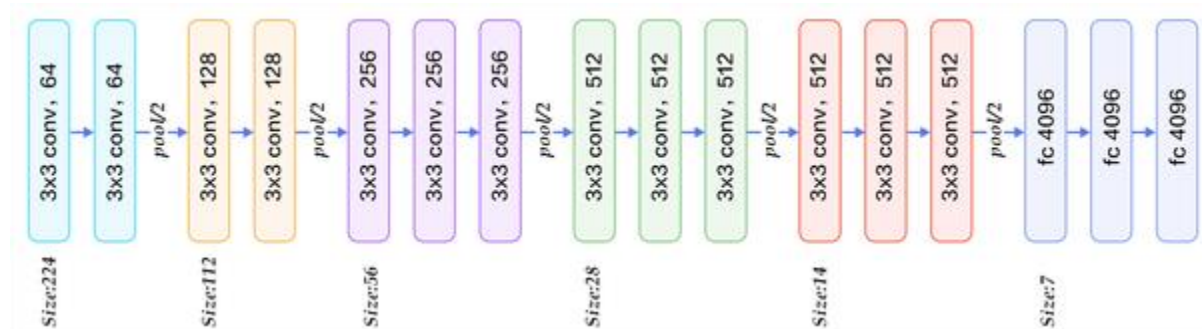 3x3 conv, 64
3x3 conv, 64
pool/2
3x3 conv, 128
3x3 conv, 128
pool/2
3x3 conv, 256
3x3 conv, 256
3x3 conv, 256
pool/2
3x3 conv, 512
3x3 conv, 512
3x3 conv, 512
pool/2
3x3 conv, 512
3x3 conv, 512
3x3 conv, 512
pool/2
fc 4096
fc 4096
fc 4096
Size:224
Size:112
Size:56
Size:28
Size:14
Size:7